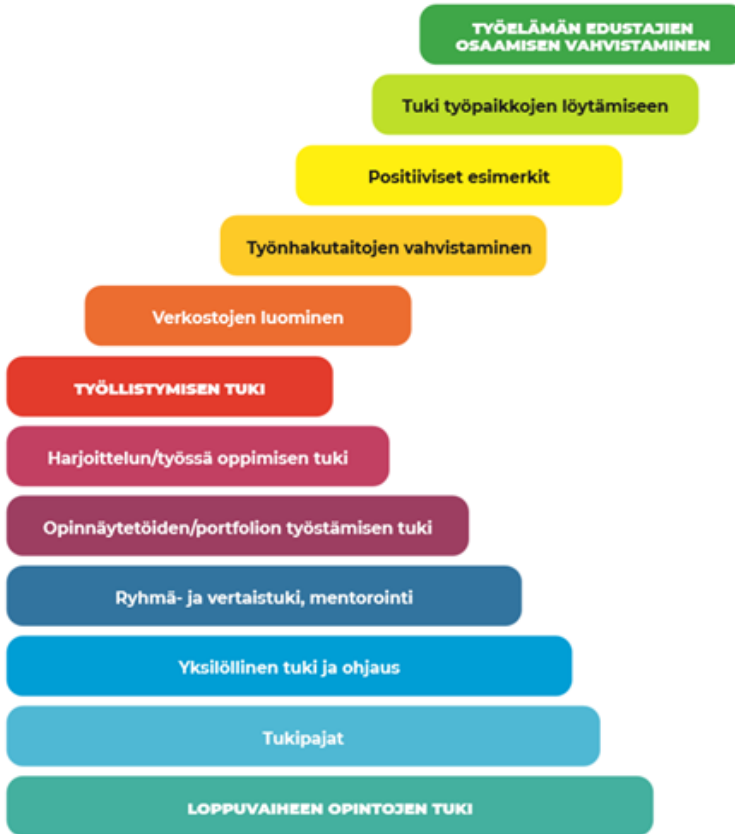 TYÖELÄMÄN EDUSTAJIEN
OSAAMISEN VAHVISTAMINEN
Tuki työpaikkojen löytämiseen
Positiiviset esimerkit
Työnhakutaitojen vahvistaminen
Verkostojen luominen
TYÖLLISTYMISEN TUKI
Harjoittelun/työssä oppimisen tuki
Opinnäytetöiden/portfolion työstämisen tuki
Ryhmä- ja vertaistuki, mentorointi
Yksilöllinen tuki ja ohjaus
Tukipajat
LOPPUVAIHEEN OPINTOJEN TUKI